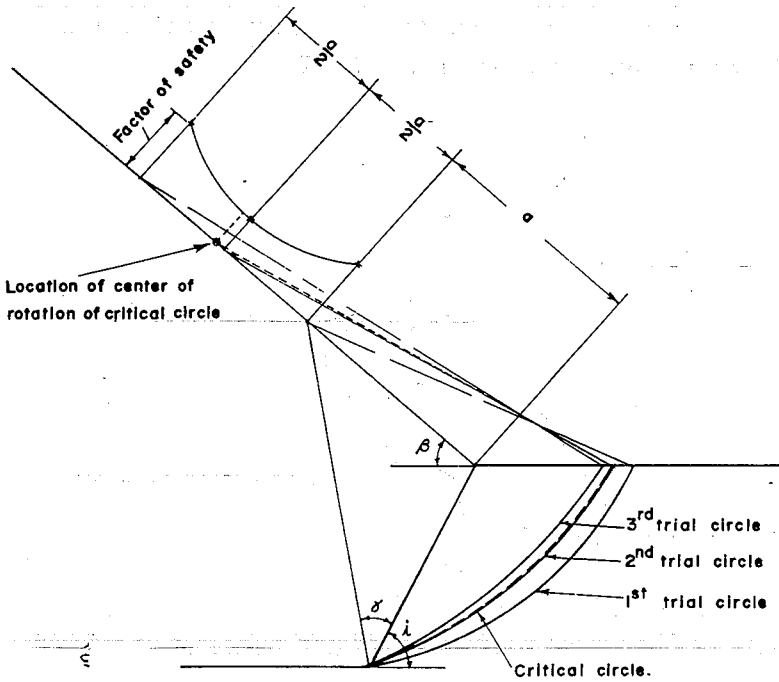 Factor of safety
a/2
a/2
a
Location of center of
rotation of critical circle
β
3rd trial circle
2nd trial circle
1st trial circle
γ
i
Critical circle.